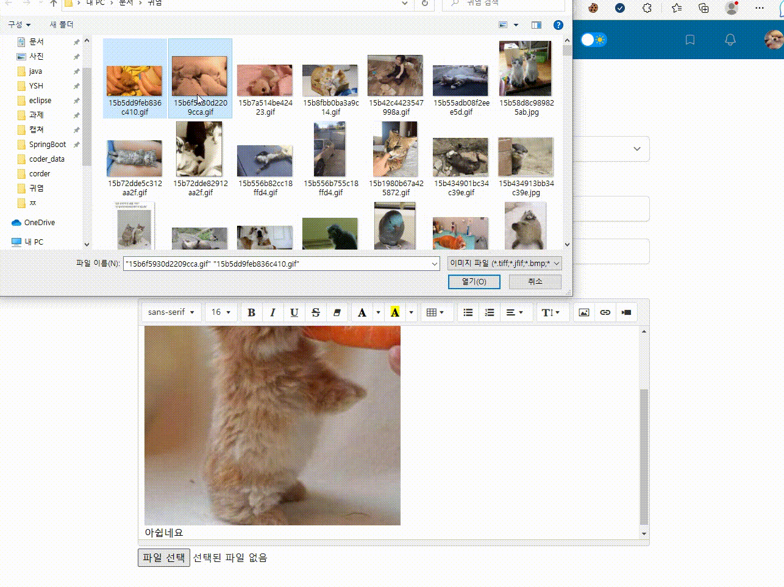 내 PC › 문서 › 귀염
귀염 검색
구성 새 폴더
문서
사진
java
YSH
eclipse
과제
캡쳐
SpringBoot
coder_data
corder
귀염
ㅉ
OneDrive
내 PC
15b5dd9feb836c410.gif
15b6f5930d2209cca.gif
15b7a514be42423.gif
15b8fbb0ba3a9c14.gif
15b42c4423547998a.gif
15b55adb08f2eee5d.gif
15b58d8c989825ab.jpg
15b72dde5c312aa2f.gif
15b72dde82912aa2f.gif
15b556b82cc18ffd4.gif
15b556b755c18ffd4.gif
15b1980b67a425872.gif
15b434901bc34c39e.gif
15b434913bb34c39e.jpg
파일 이름(N): "15b6f5930d2209cca.gif" "15b5dd9feb836c410.gif"
이미지 파일 (*.tiff;*.jfif;*.bmp;*
열기(O) 취소
sans-serif 16 B I U S A A T
아쉽네요
파일 선택 선택된 파일 없음